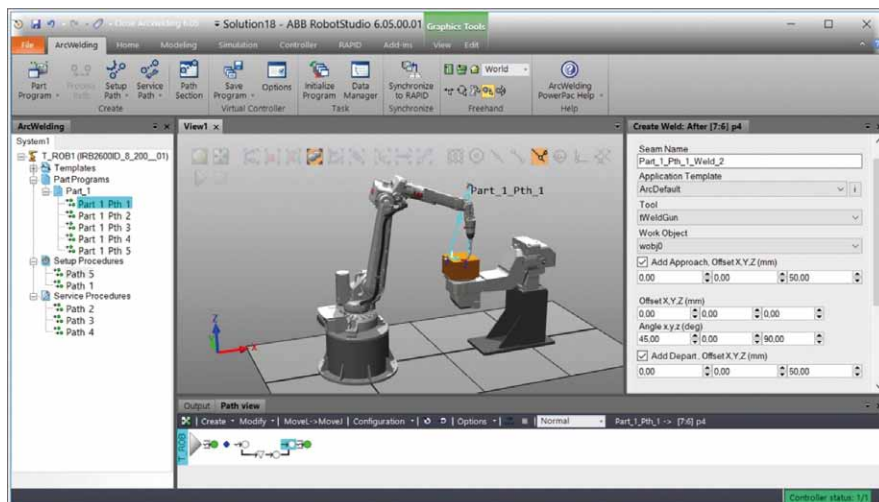 Solution18 - ABB RobotStudio 6.05.00.01
Graphics Tools
File ArcWelding Home Modeling Simulation Controller RAPID Add-Ins View Edit
Part Program
Setup Path
Service Path
Path Section
Save Program
Options
Initialize Program
Data Manager
Synchronize to RAPID
World
ArcWelding PowerPac Help
Create Virtual Controller Task Synchronize Freehand Help
ArcWelding
System1
T_ROB1 (IRB2600ID_8_200__01)
Templates
PartPrograms
Part_1
Part 1 Pth 1
Part 1 Pth 2
Part 1 Pth 3
Part 1 Pth 4
Part 1 Pth 5
Setup Procedures
Path 5
Path 1
Service Procedures
Path 2
Path 3
Path 4
View1
Part_1_Pth_1
Z
X
Create Weld: After [7:6] p4
Seam Name
Part_1_Pth_1_Weld_2
Application Template
ArcDefault
i
Tool
tWeldGun
Work Object
wobj0
Add Approach, Offset X,Y,Z (mm)
0,00 0,00 50,00
Offset X,Y,Z (mm)
0,00 0,00 0,00
Angle x,y,z (deg)
45,00 0,00 90,00
Add Depart, Offset X,Y,Z (mm)
0,00 0,00 50,00
Output Path view
Create Modify MoveL->MoveJ Configuration Options Normal Part_1_Pth_1 -> [7:6] p4
T_ROB
Controller status: 1/1